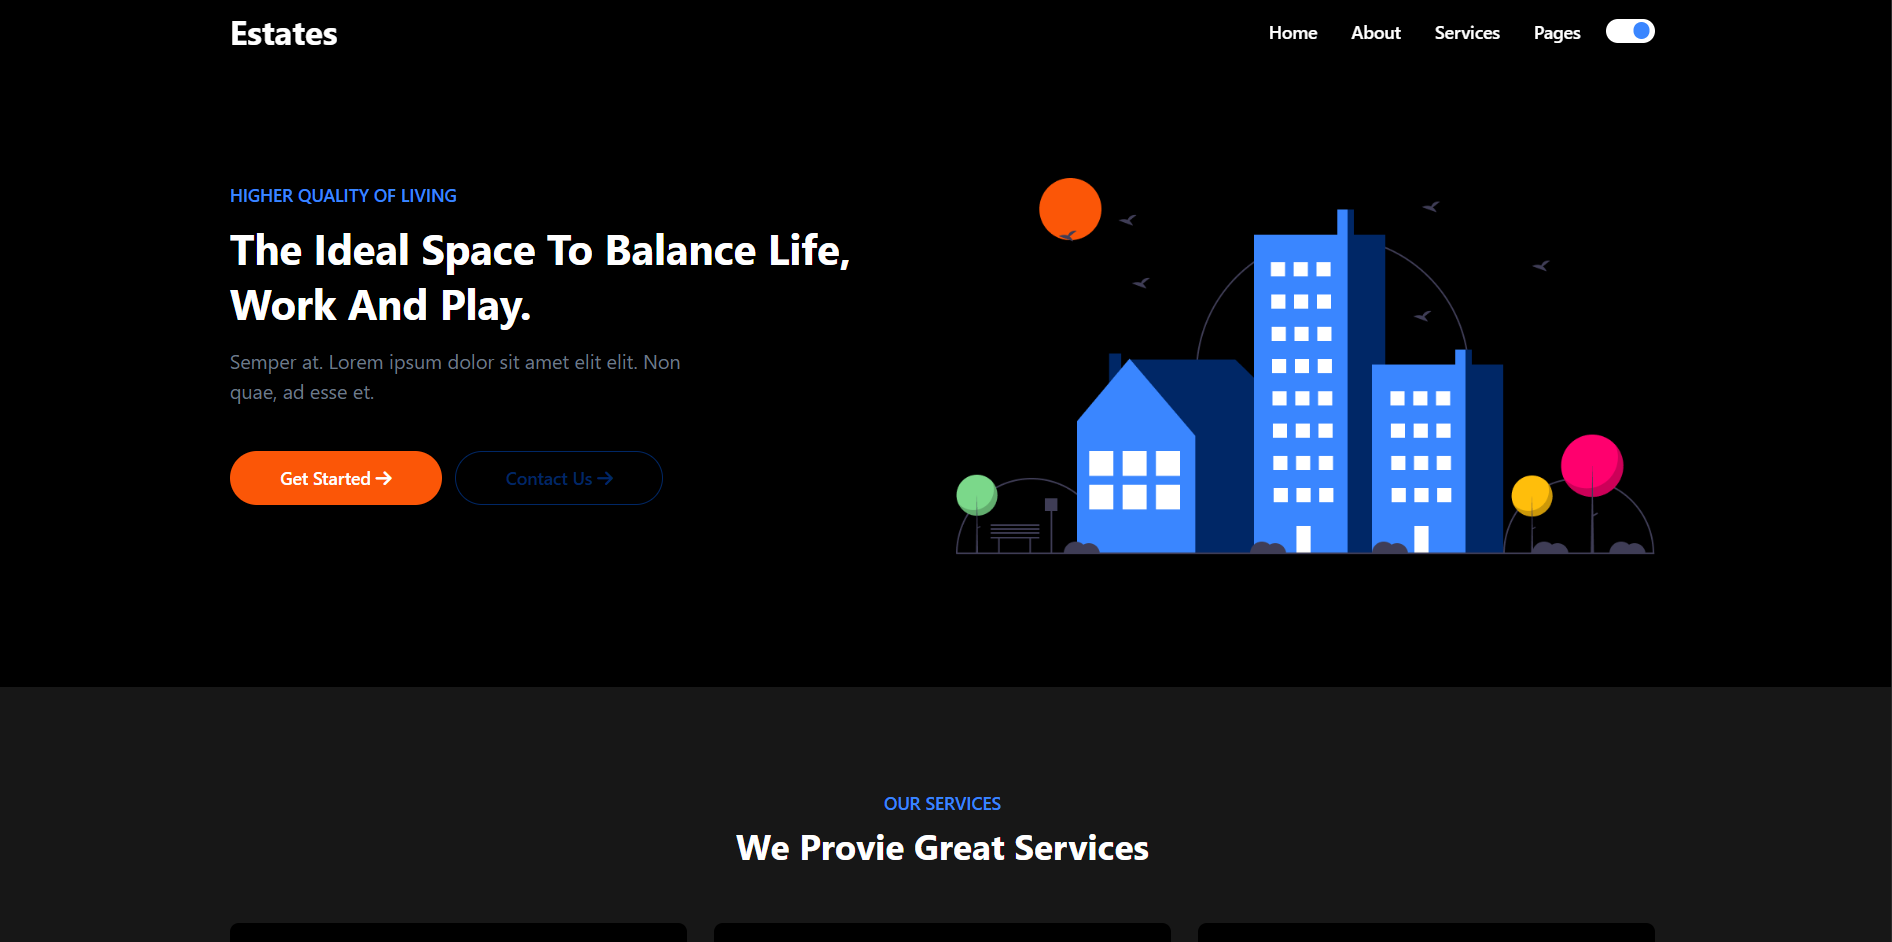 Estates
Home About Services Pages
HIGHER QUALITY OF LIVING
The Ideal Space To Balance Life,
Work And Play.
Semper at. Lorem ipsum dolor sit amet elit elit. Non
quae, ad esse et.
Get Started → Contact Us →
OUR SERVICES
We Provie Great Services